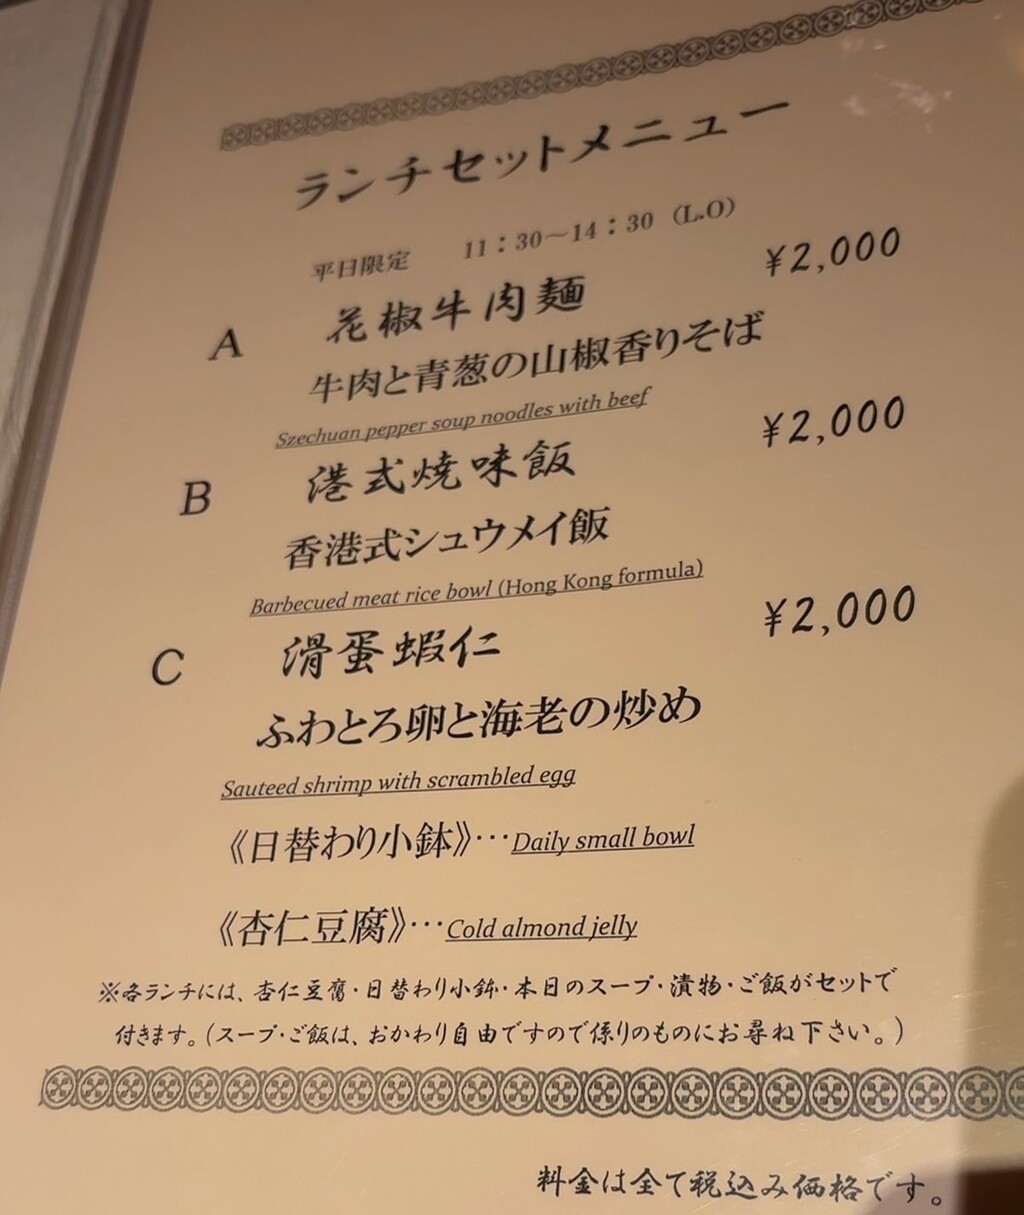 ランチセットメニュー
平日限定 11：30～14：30（L.O）
A 花椒牛肉麺 ¥2,000
牛肉と青葱の山椒香りそば
Szechuan pepper soup noodles with beef
B 港式焼味飯 ¥2,000
香港式シュウメイ飯
Barbecued meat rice bowl (Hong Kong formula)
C 滑蛋蝦仁 ¥2,000
ふわとろ卵と海老の炒め
Sauteed shrimp with scrambled egg
《日替わり小鉢》…Daily small bowl
《杏仁豆腐》…Cold almond jelly
※各ランチには、杏仁豆腐・日替わり小鉢・本日のスープ・漬物・ご飯がセットで
付きます。（スープ・ご飯は、おかわり自由ですので係りのものにお尋ね下さい。）
料金は全て税込み価格です。